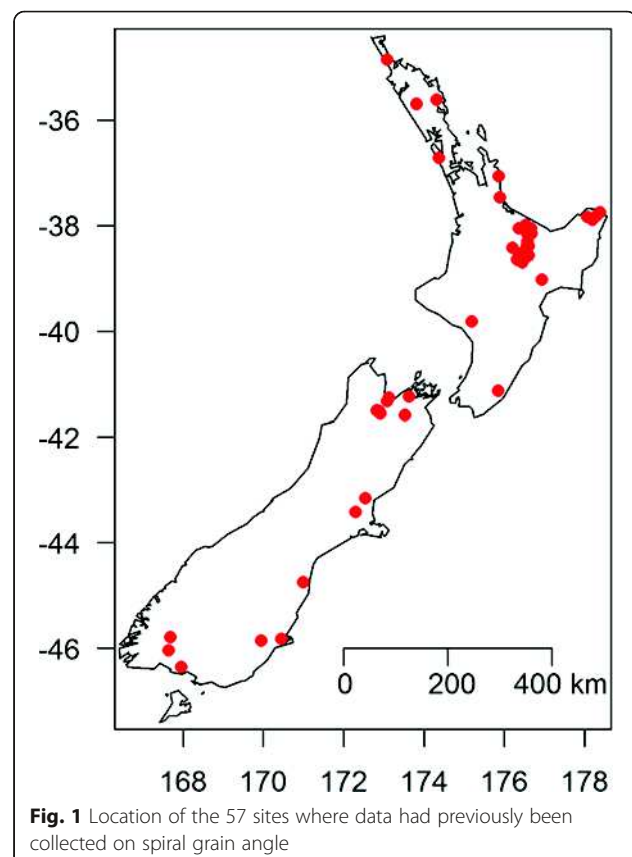 -36
-38
-40
-42
-44
-46
0 200 400 km
168 170 172 174 176 178
Fig. 1 Location of the 57 sites where data had previously been
collected on spiral grain angle